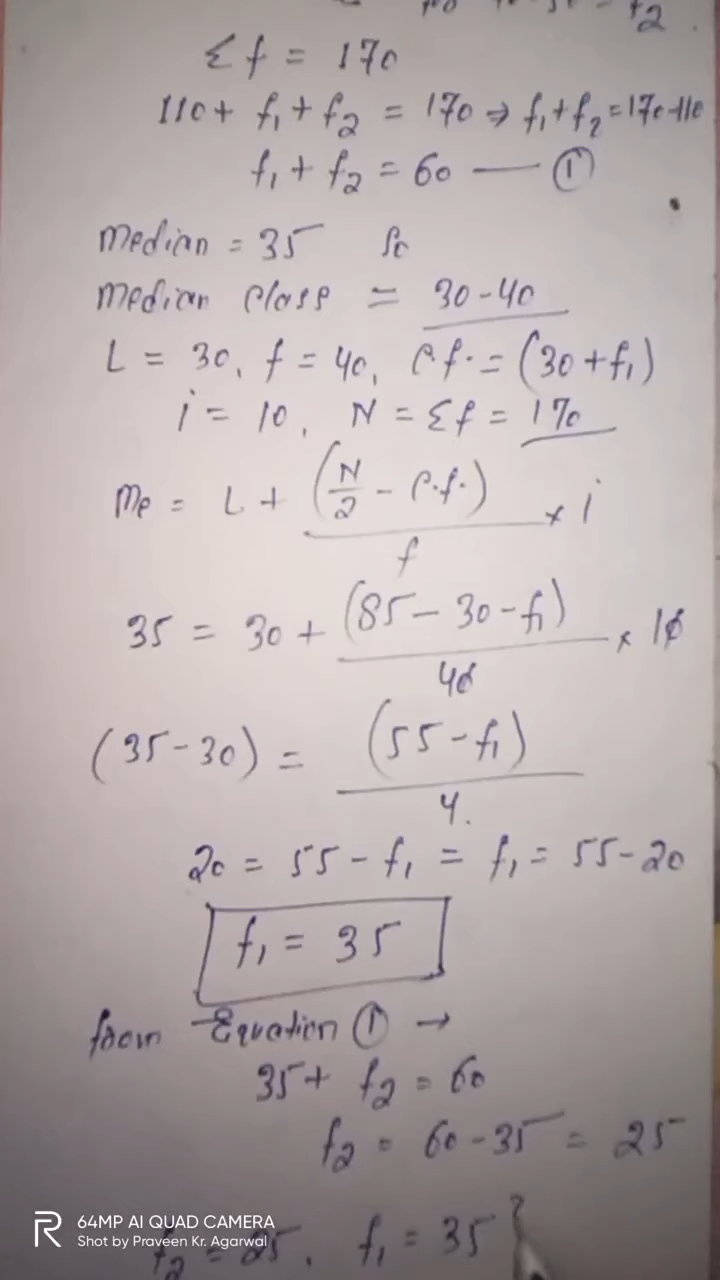 f₂.
Σf = 170
110 + f₁ + f₂ = 170 ⇒ f₁ + f₂ = 170-110
f₁ + f₂ = 60 — ①
Median = 35 So
Median Class = 30-40
L = 30, f = 40, C.f. = (30 + f₁)
i = 10, N = Σf = 170
Me = L + (N/2 - C.f.)/f × i
35 = 30 + (85 - 30 - f₁)/40 × 10
(35-30) = (55 - f₁)/4.
20 = 55 - f₁ = f₁ = 55-20
f₁ = 35
from Equation ① →
35 + f₂ = 60
f₂ = 60-35 = 25
f₂ = 25, f₁ = 35
64MP AI QUAD CAMERA
Shot by Praveen Kr. Agarwal